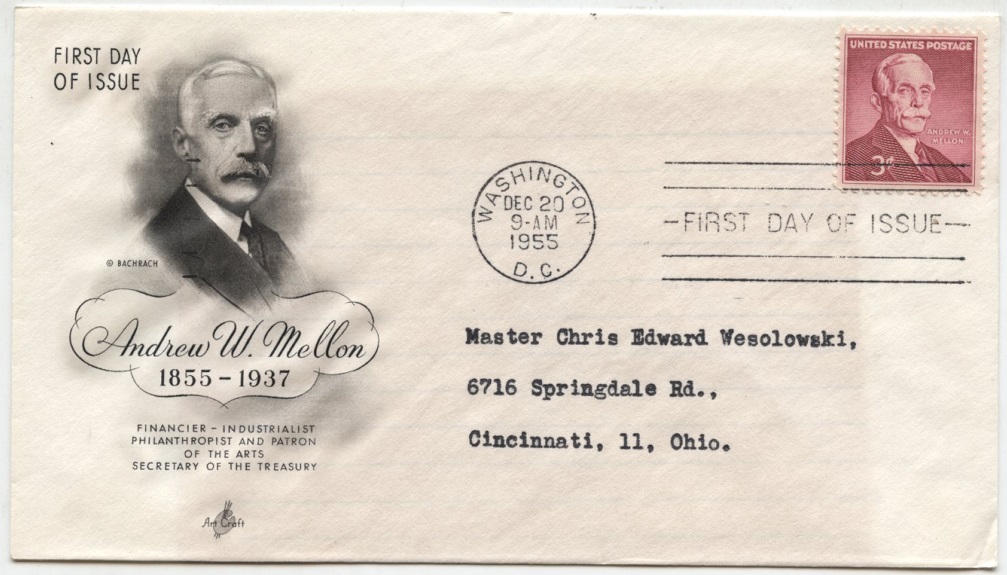 FIRST DAY
OF ISSUE
© BACHRACH
Andrew W. Mellon
1855 – 1937
FINANCIER – INDUSTRIALIST
PHILANTHROPIST AND PATRON
OF THE ARTS
SECRETARY OF THE TREASURY
Art Craft
WASHINGTON
DEC 20
9-AM
1955
D.C.
UNITED STATES POSTAGE
ANDREW W.
MELLON
3¢
—FIRST DAY OF ISSUE—
Master Chris Edward Wesolowski,
6716 Springdale Rd.,
Cincinnati, 11, Ohio.